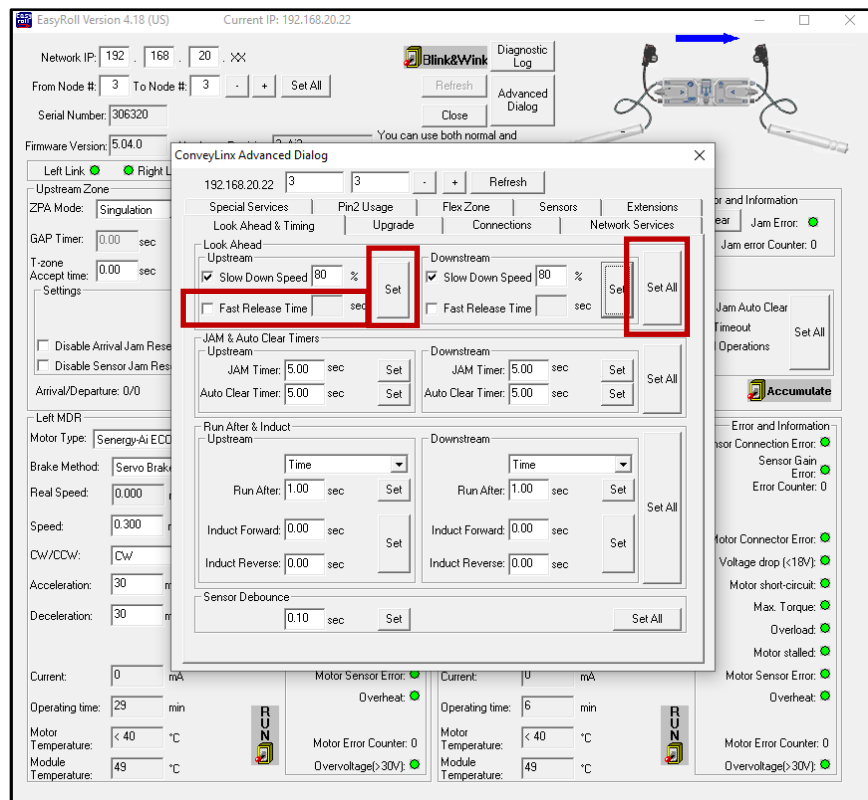 EasyRoll Version 4.18 (US) Current IP: 192.168.20.22
Network IP: 192 . 168 . 20 . XX
Blink&Wink
Diagnostic Log
From Node #: 3 To Node #: 3 - + Set All
Refresh
Advanced Dialog
Serial Number: 306320
Close
You can use both normal and
Firmware Version: 5.04.0
Left Link Right L
Upstream Zone
ZPA Mode: Singulation
GAP Timer: 0.00 sec
T-zone
Accept time: 0.00 sec
Settings
Disable Arrival Jam Rese
Disable Sensor Jam Res
Arrival/Departure: 0/0
Left MDR
Motor Type: Senergy-Ai ECO
Brake Method: Servo Brak
Real Speed: 0.000
Speed: 0.300
CW/CCW: CW
Acceleration: 30
Deceleration: 30
Current: 0 mA
Operating time: 29 min
Motor
Temperature: < 40 °C
Module
Temperature: 49 °C
RUN
Motor Sensor Error:
Overheat:
Motor Error Counter: 0
Overvoltage(>30V):
ConveyLinx Advanced Dialog
192.168.20.22 3 3 - + Refresh
Special Services Pin2 Usage Flex Zone Sensors Extensions
Look Ahead & Timing Upgrade Connections Network Services
Look Ahead
Upstream
Slow Down Speed 80 %
Set
Fast Release Time sec
Downstream
Slow Down Speed 80 %
Set
Fast Release Time sec
Set All
JAM & Auto Clear Timers
Upstream
JAM Timer: 5.00 sec Set
Auto Clear Timer: 5.00 sec Set
Downstream
JAM Timer: 5.00 sec Set
Auto Clear Timer: 5.00 sec Set
Set All
Run After & Induct
Upstream
Time
Run After: 1.00 sec Set
Induct Forward: 0.00 sec
Set
Induct Reverse: 0.00 sec
Downstream
Time
Run After: 1.00 sec Set
Induct Forward: 0.00 sec
Set
Induct Reverse: 0.00 sec
Set All
Sensor Debounce
0.10 sec Set Set All
Current: 0 mA
Operating time: 6 min
Motor
Temperature: < 40 °C
Module
Temperature: 49 °C
RUN
or and Information
ear Jam Error:
Jam error Counter: 0
Jam Auto Clear
Timeout
Operations
Set All
Accumulate
Error and Information
sor Connection Error:
Sensor Gain
Error:
Error Counter: 0
Motor Connector Error:
Voltage drop (<18V):
Motor short-circuit:
Max. Torque:
Overload:
Motor stalled:
Motor Sensor Error:
Overheat:
Motor Error Counter: 0
Overvoltage(>30V):